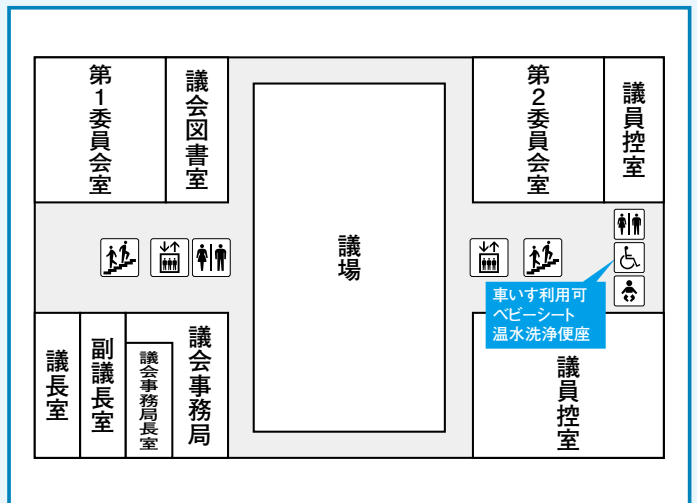 第1委員会室
議会図書室
議場
第2委員会室
議員控室
車いす利用可
ベビーシート
温水洗浄便座
議長室
副議長室
議会事務局長室
議会事務局
議員控室